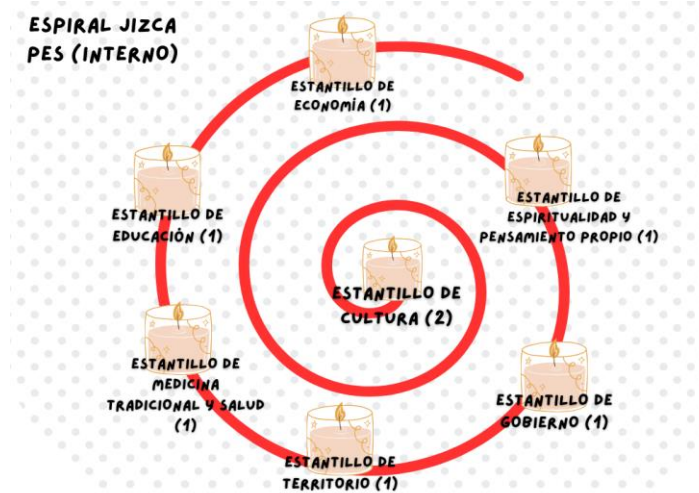 ESPIRAL JIZCA
PES (INTERNO)
ESTANTILLO DE
ECONOMÍA (1)
ESTANTILLO DE
EDUCACIÓN (1)
ESTANTILLO DE
ESPIRITUALIDAD Y
PENSAMIENTO PROPIO (1)
ESTANTILLO DE
CULTURA (2)
ESTANTILLO DE
MEDICINA
TRADICIONAL Y SALUD
(1)
ESTANTILLO DE
GOBIERNO (1)
ESTANTILLO DE
TERRITORIO (1)